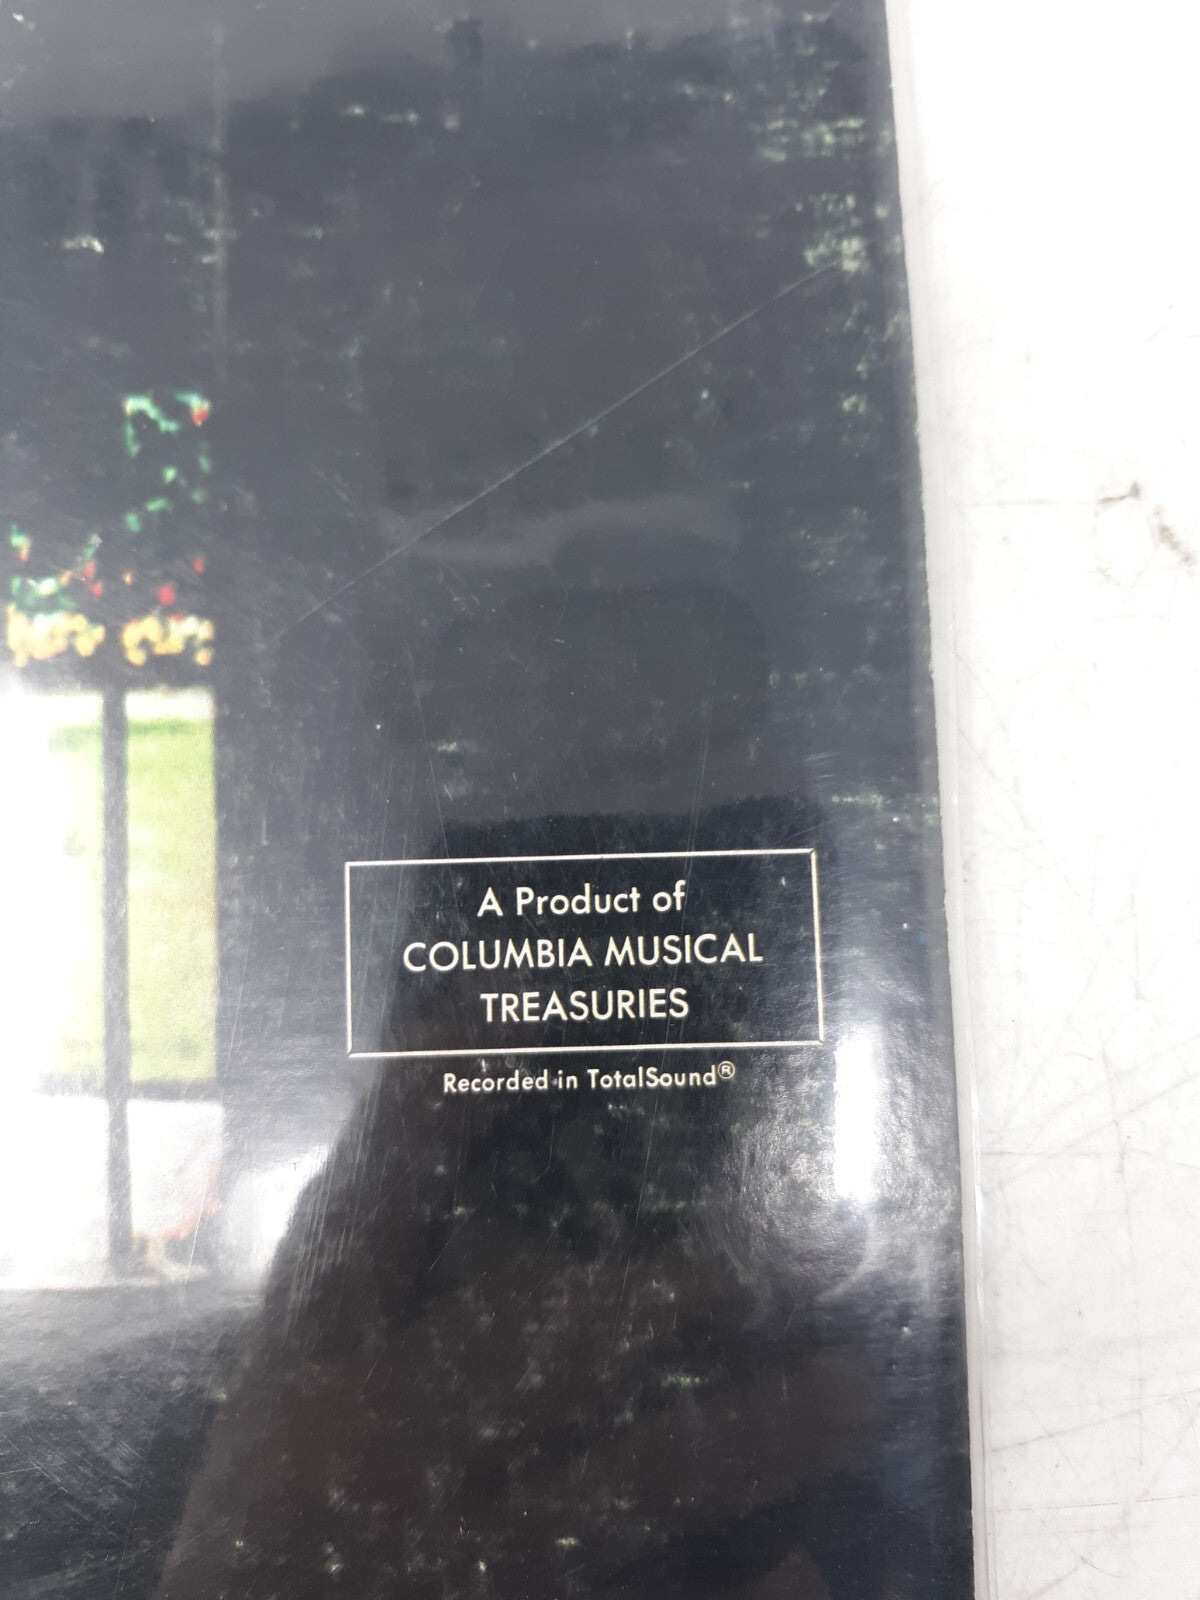 A Product of
COLUMBIA MUSICAL
TREASURIES
Recorded in TotalSound®